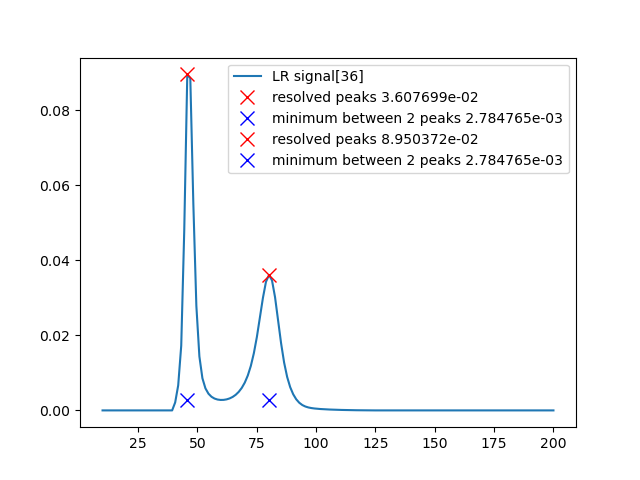 LR signal[36]
resolved peaks 3.607699e-02
minimum between 2 peaks 2.784765e-03
resolved peaks 8.950372e-02
minimum between 2 peaks 2.784765e-03
0.08
0.06
0.04
0.02
0.00
25 50 75 100 125 150 175 200